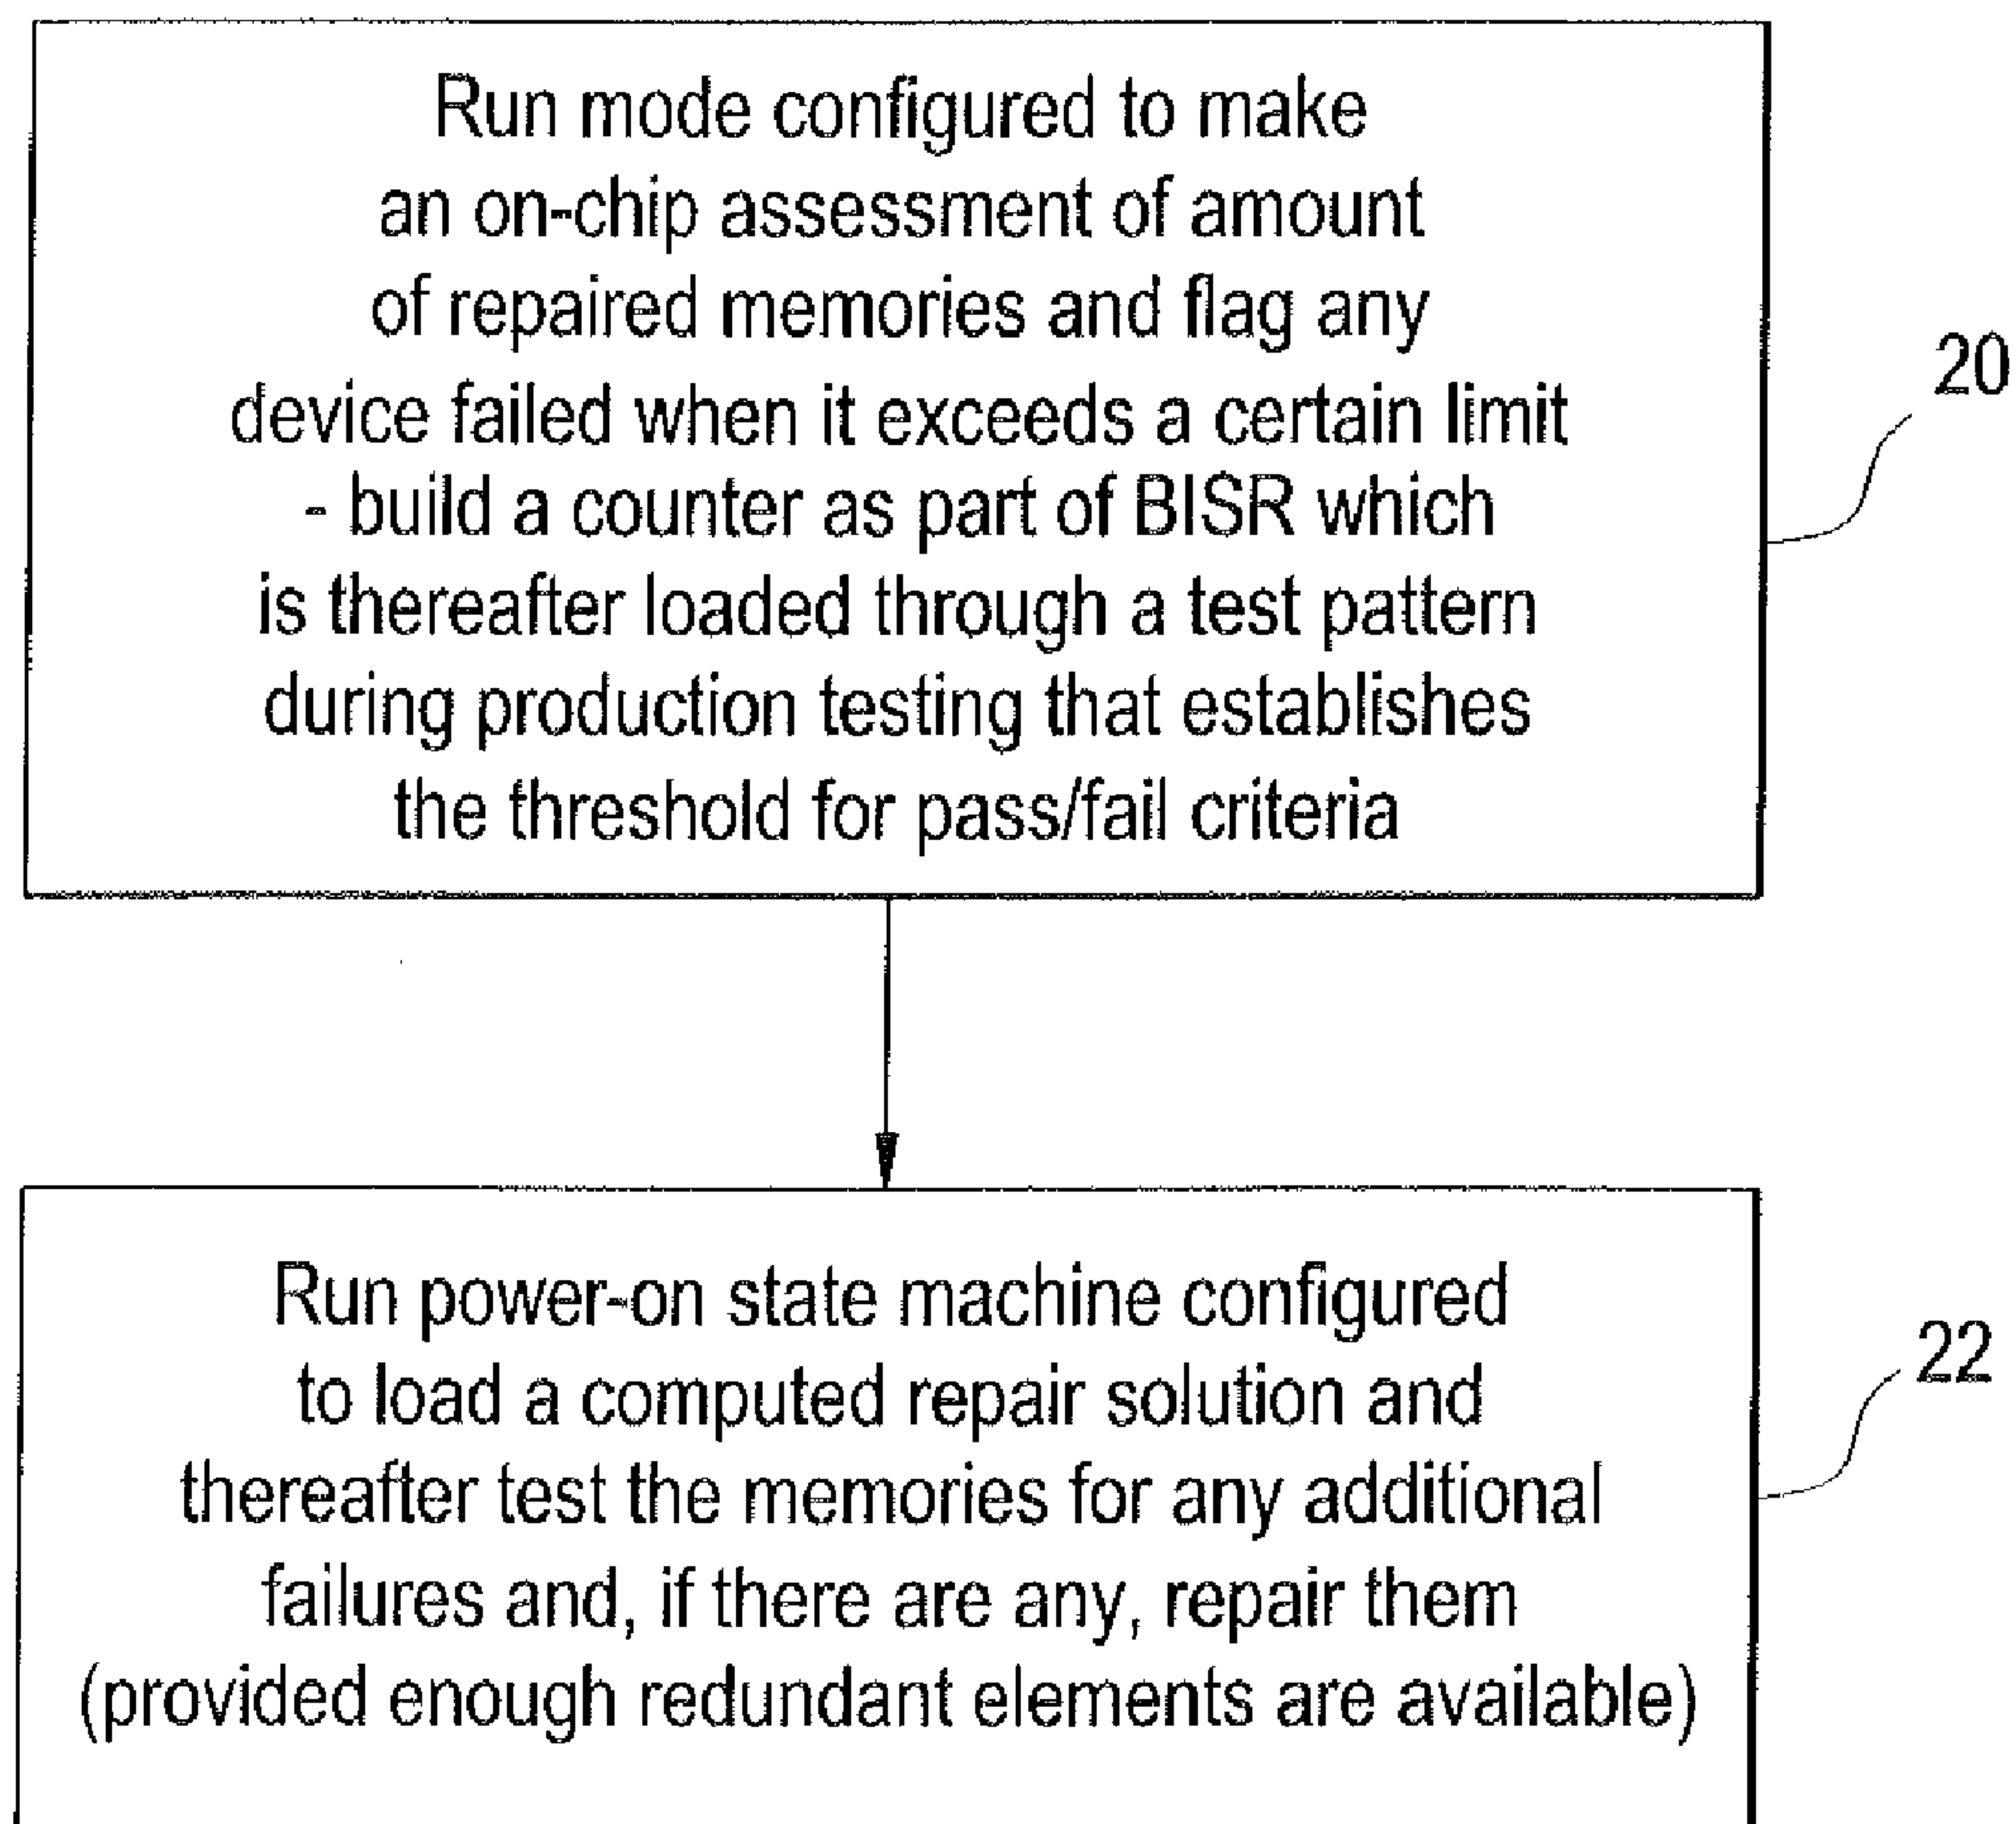 Run mode configured to make
an on-chip assessment of amount
of repaired memories and flag any
device failed when it exceeds a certain limit
- build a counter as part of BISR which
is thereafter loaded through a test pattern
during production testing that establishes
the threshold for pass/fail criteria
20
Run power-on state machine configured
to load a computed repair solution and
thereafter test the memories for any additional
failures and, if there are any, repair them
(provided enough redundant elements are available)
22